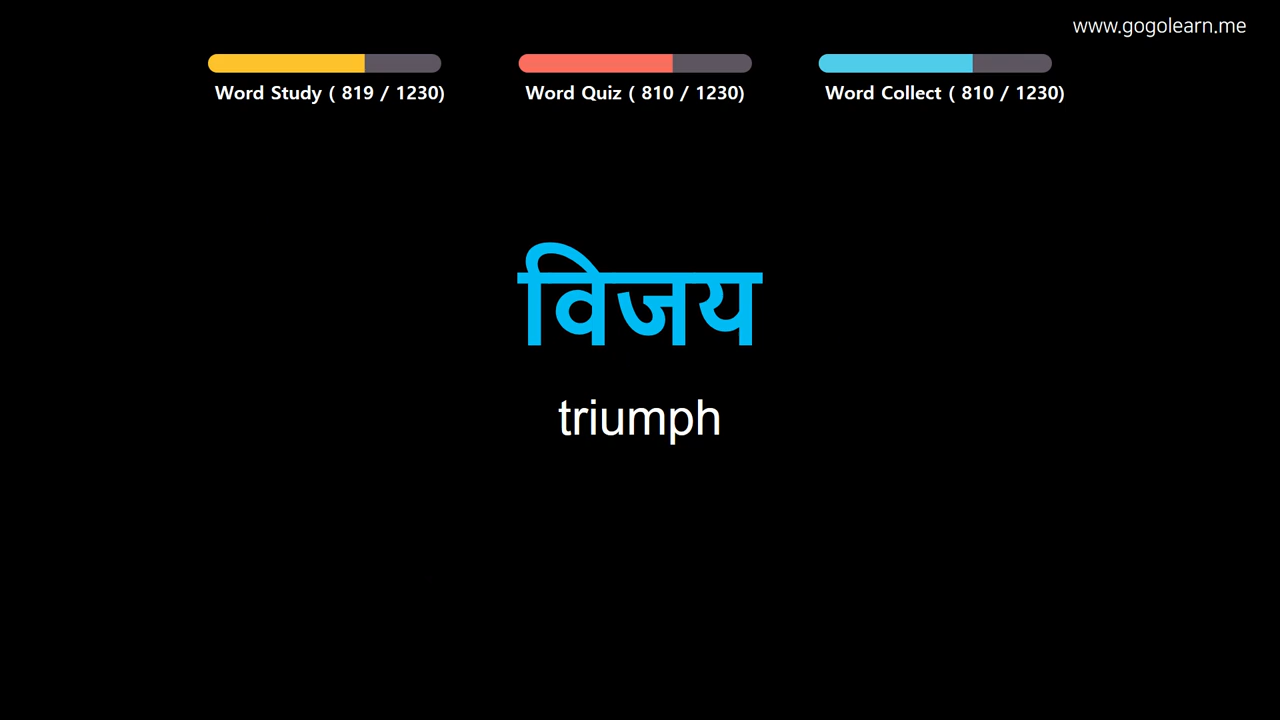 www.gogolearn.me
Word Study ( 819 / 1230)
Word Quiz ( 810 / 1230)
Word Collect ( 810 / 1230)
विजय
triumph